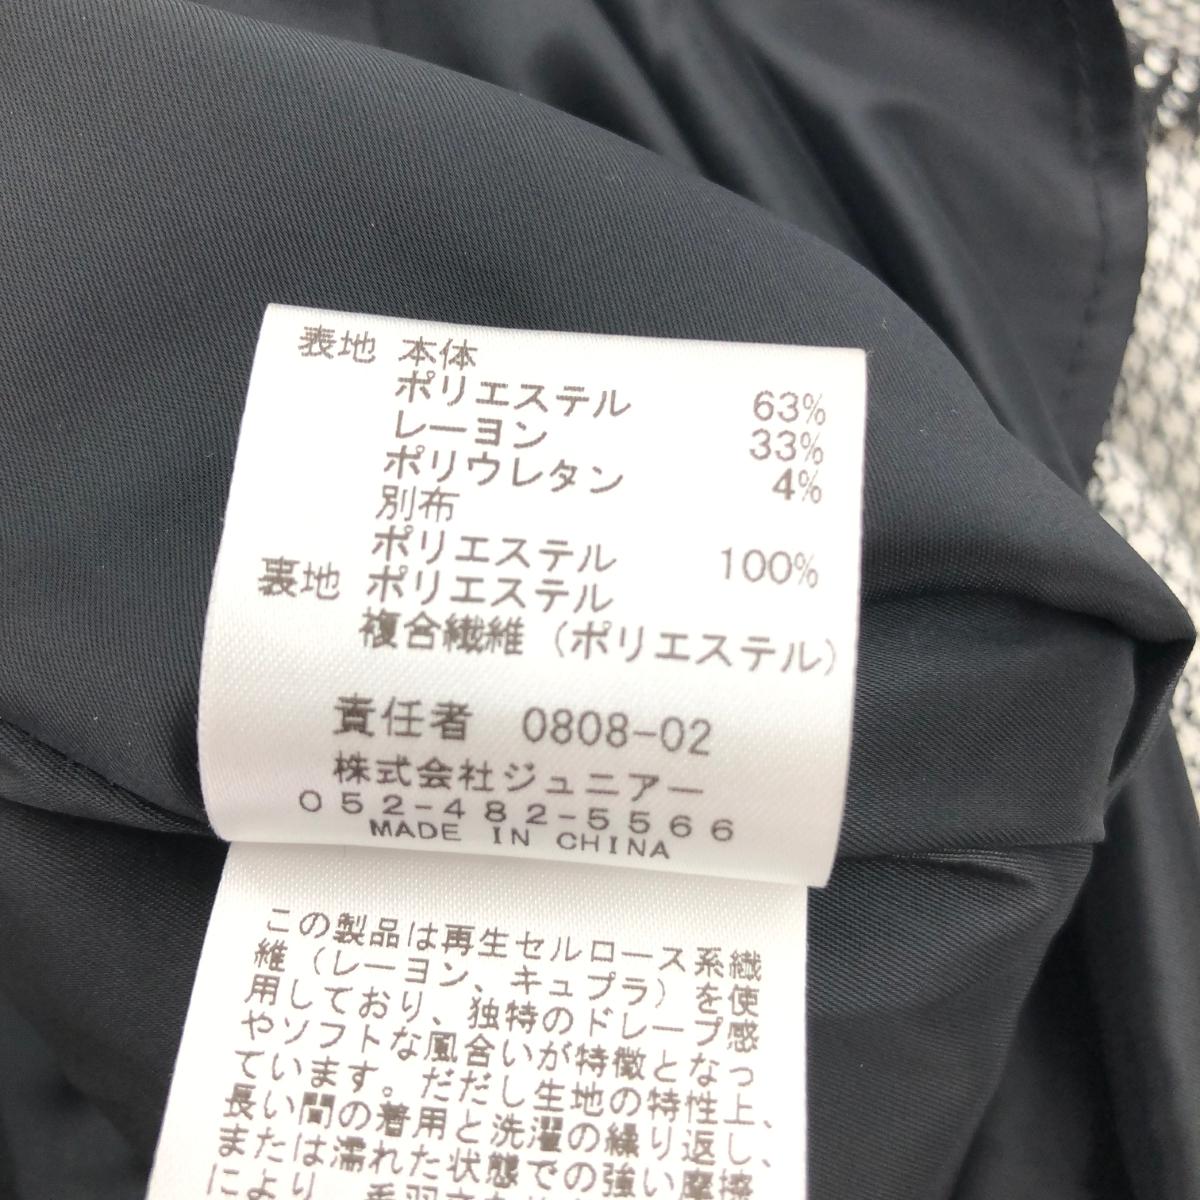 表地 本体
ポリエステル 63%
レーヨン 33%
ポリウレタン 4%
別布
ポリエステル 100%
裏地 ポリエステル
複合繊維（ポリエステル）
責任者 0808-02
株式会社ジュニアー
052-482-5566
MADE IN CHINA
この製品は再生セルロース系繊
維（レーヨン、キュプラ）を使
用しており、独特のドレープ感
やソフトな風合いが特徴となっ
ています。だだし生地の特性上、
長い間の着用と洗濯の繰り返し、
または濡れた状態での強い摩擦
により